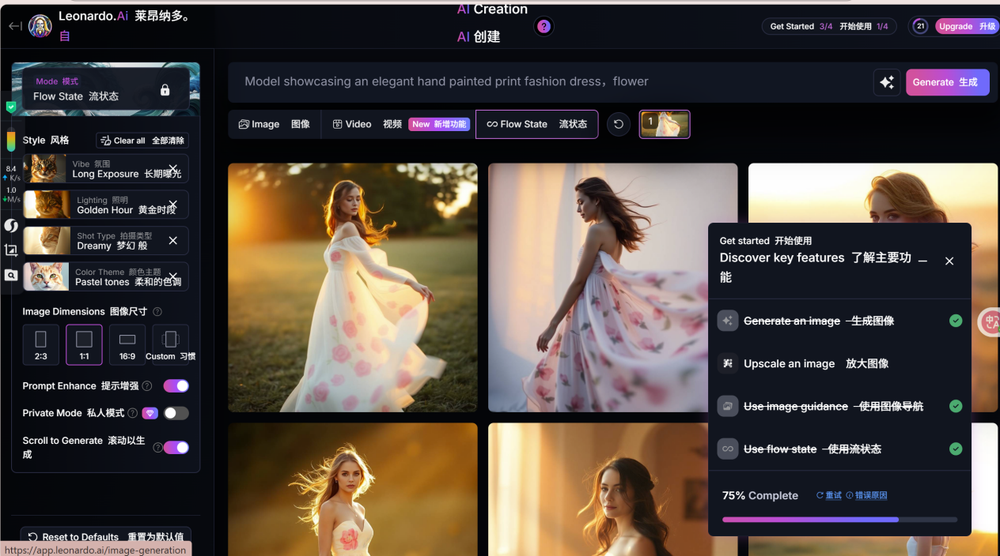 Leonardo.Ai 莱昂纳多。
自
AI Creation
AI 创建
?
Get Started 3/4 开始使用 1/4
21
Upgrade 升级
Mode 模式
Flow State 流状态
Model showcasing an elegant hand painted print fashion dress，flower
Generate 生成
Image 图像
Video 视频 New 新增功能
Flow State 流状态
1
Style 风格
Clear all 全部清除
Vibe 氛围
Long Exposure 长期曝光
8.4
K/s
1.0
M/s
Lighting 照明
Golden Hour 黄金时段
Shot Type 拍摄类型
Dreamy 梦幻 般
Color Theme 颜色主题
Pastel tones 柔和的色调
Image Dimensions 图像尺寸 ?
2:3
1:1
16:9
Custom 习惯
Prompt Enhance 提示增强 ?
Private Mode 私人模式 ?
Scroll to Generate 滚动以生
成 ?
Reset to Defaults 重置为默认值
https://app.leonardo.ai/image-generation
Get started 开始使用
Discover key features 了解主要功
能
Generate an image 生成图像
Upscale an image 放大图像
Use image guidance 使用图像导航
Use flow state 使用流状态
75% Complete 重试 错误原因
中
A